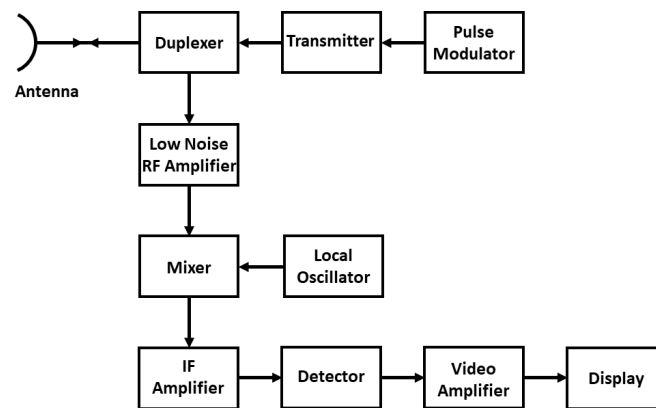 Antenna
Duplexer
Transmitter
Pulse
Modulator
Low Noise
RF Amplifier
Mixer
Local
Oscillator
IF
Amplifier
Detector
Video
Amplifier
Display